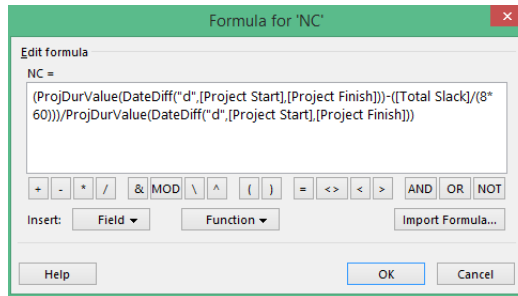 Formula for 'NC'
Edit formula
NC =
(ProjDurValue(DateDiff("d",[Project Start],[Project Finish]))-([Total Slack]/(8*
60)))/ProjDurValue(DateDiff("d",[Project Start],[Project Finish]))
+ - * / & MOD \ ^ ( ) = <> < > AND OR NOT
Insert: Field Function Import Formula...
Help OK Cancel